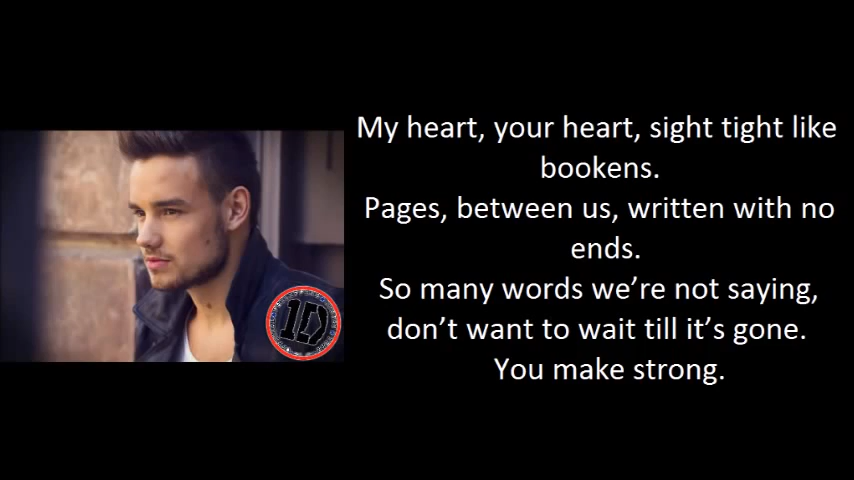 My heart, your heart, sight tight like
bookens.
Pages, between us, written with no
ends.
So many words we’re not saying,
don’t want to wait till it’s gone.
You make strong.
1D